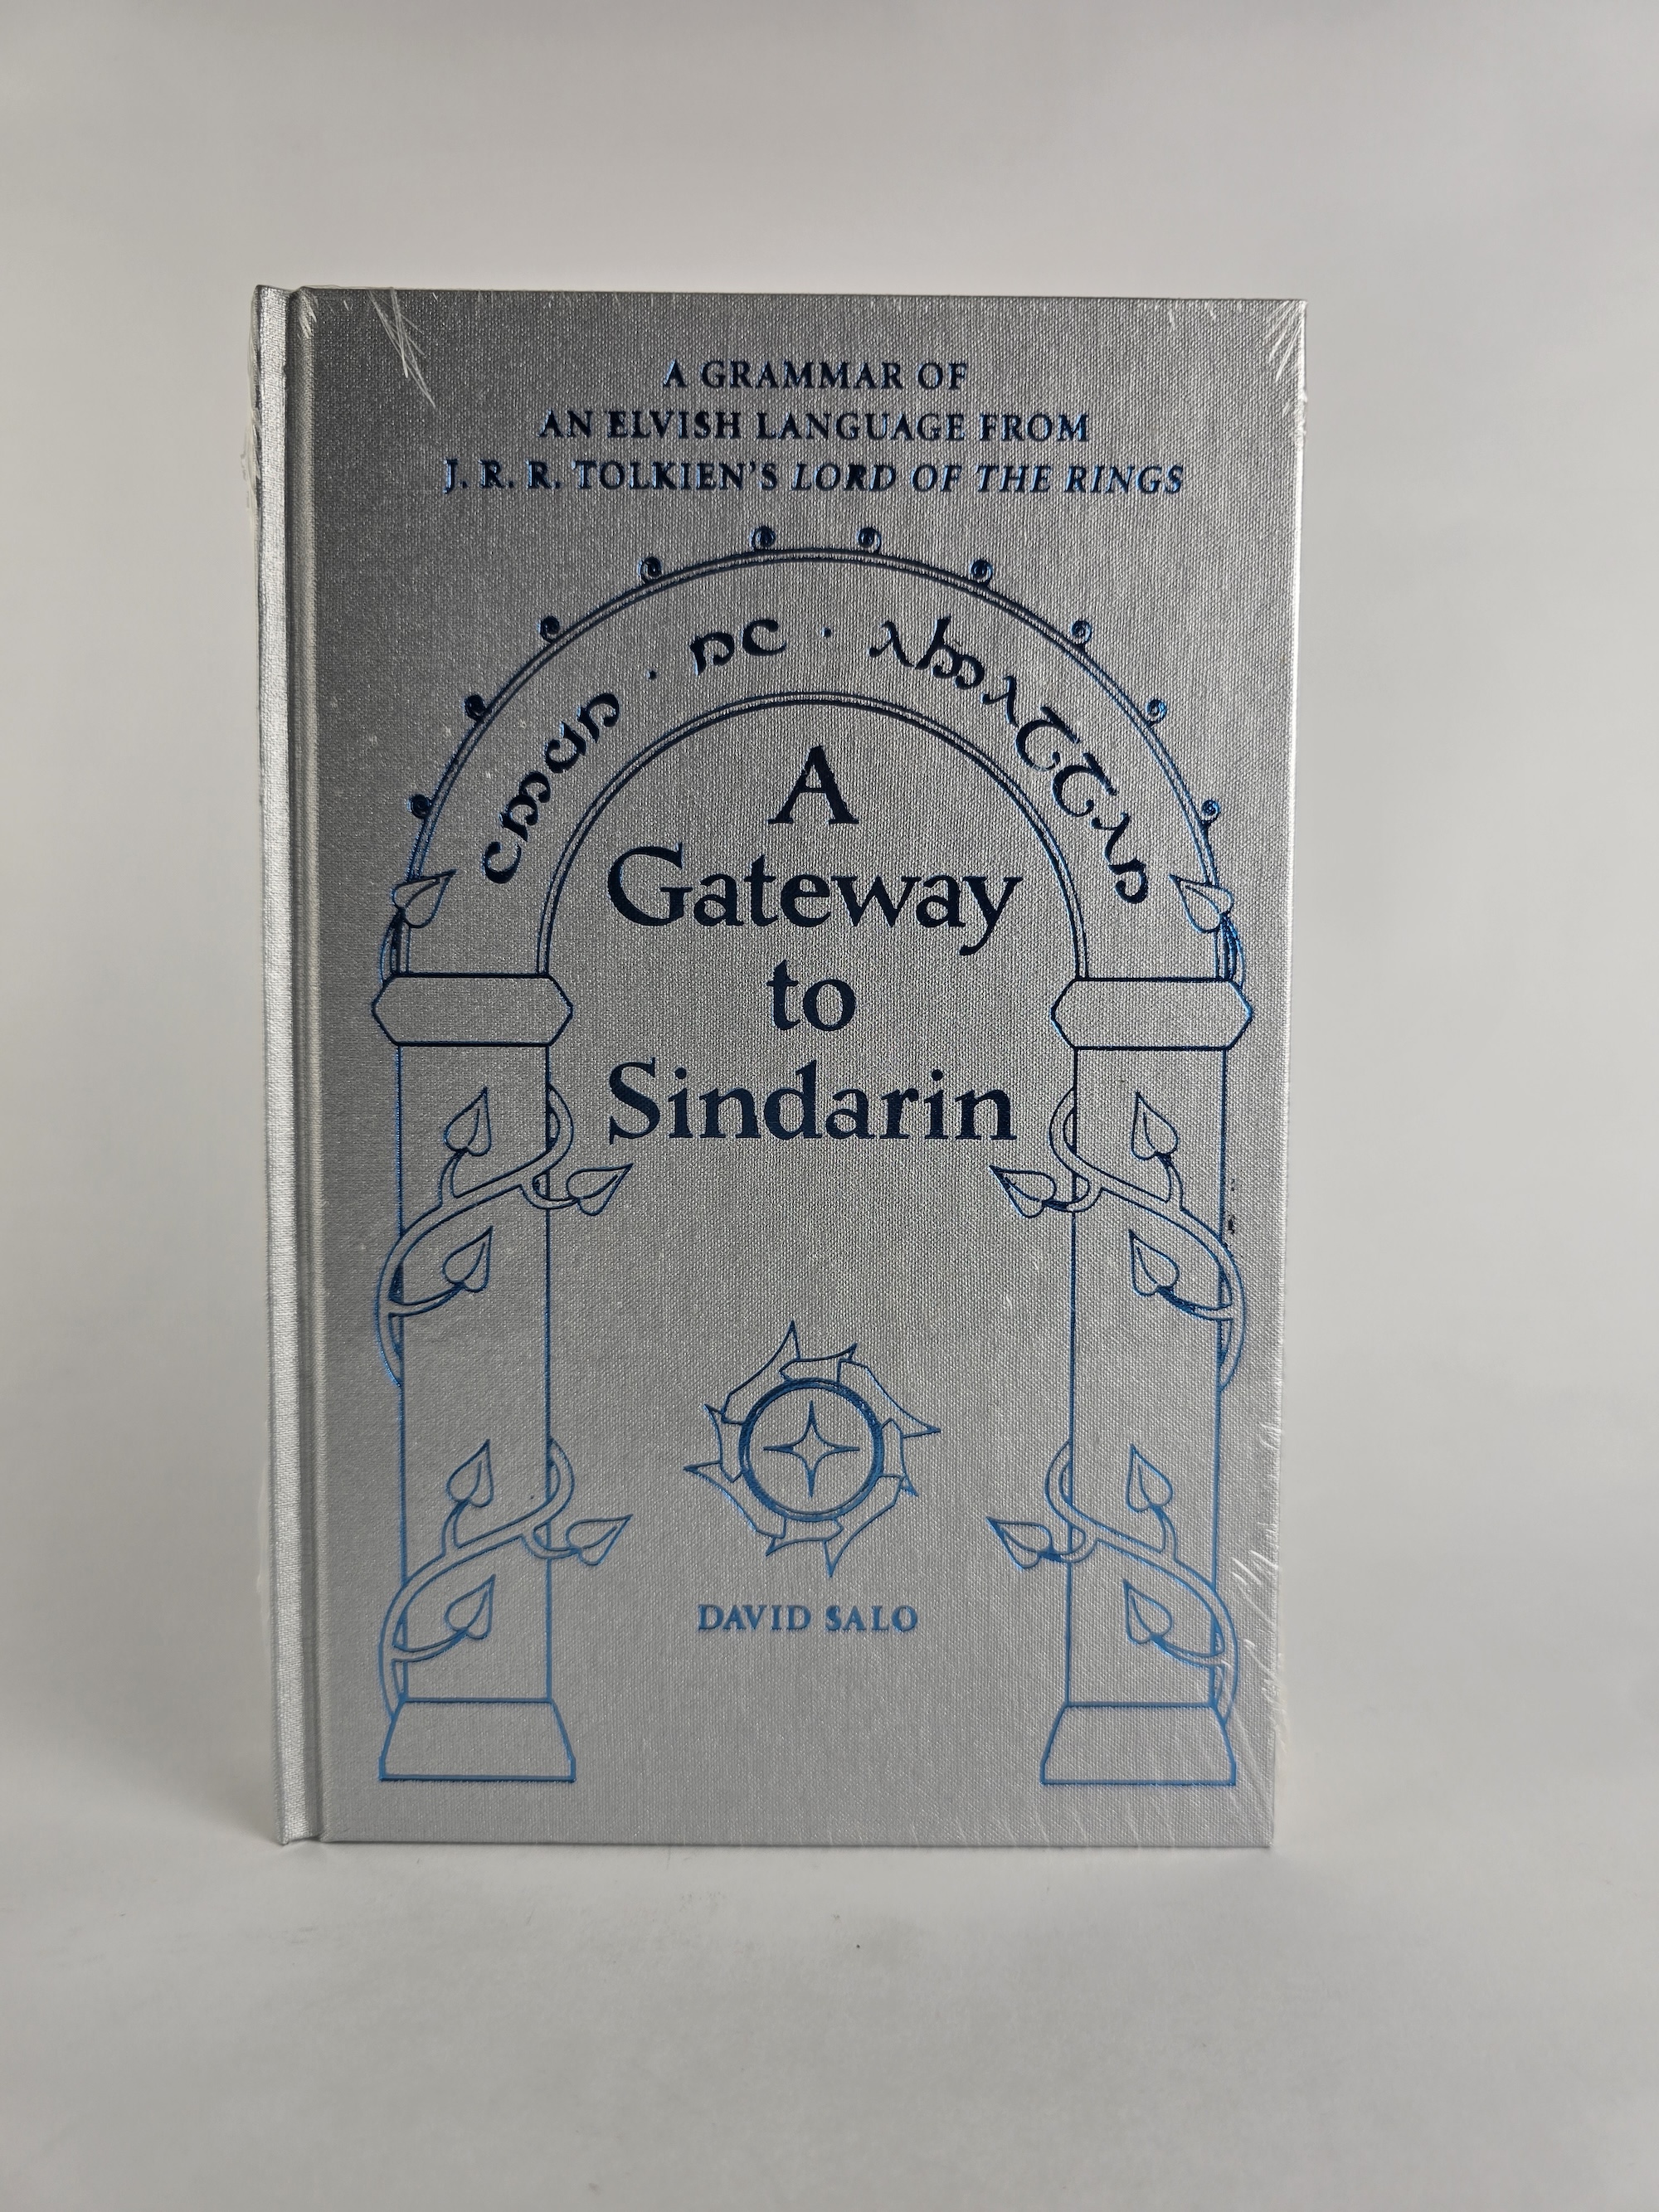 A GRAMMAR OF
AN ELVISH LANGUAGE FROM
J. R. R. TOLKIEN'S LORD OF THE RINGS
A
Gateway
to
Sindarin
DAVID SALO